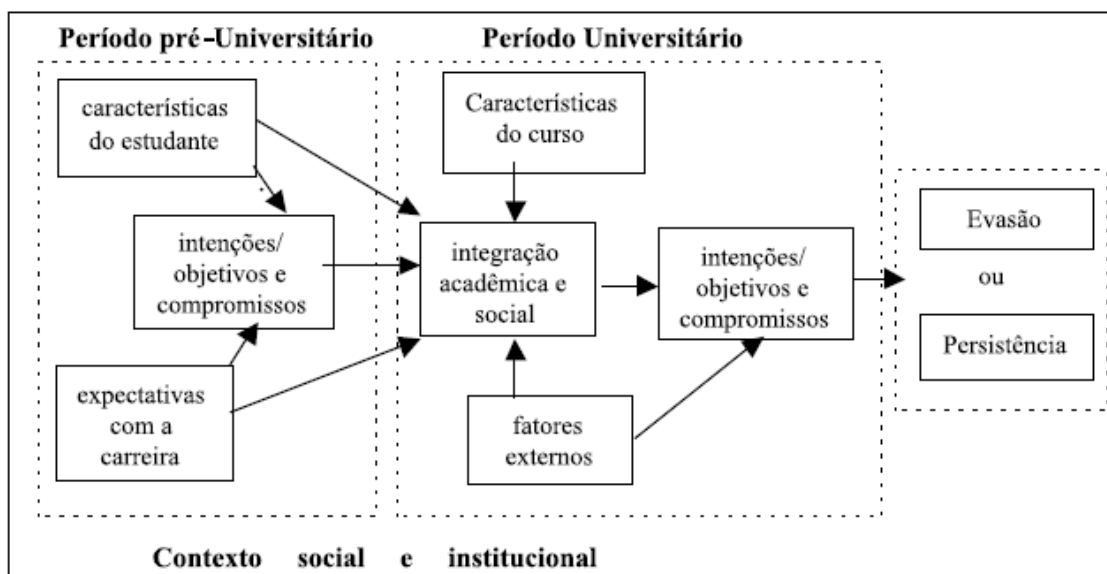 Período pré-Universitário
Período Universitário
características
do estudante
intenções/
objetivos e
compromissos
expectativas
com a
carreira
Características
do curso
integração
acadêmica e
social
fatores
externos
intenções/
objetivos e
compromissos
Evasão
ou
Persistência
Contexto social e institucional